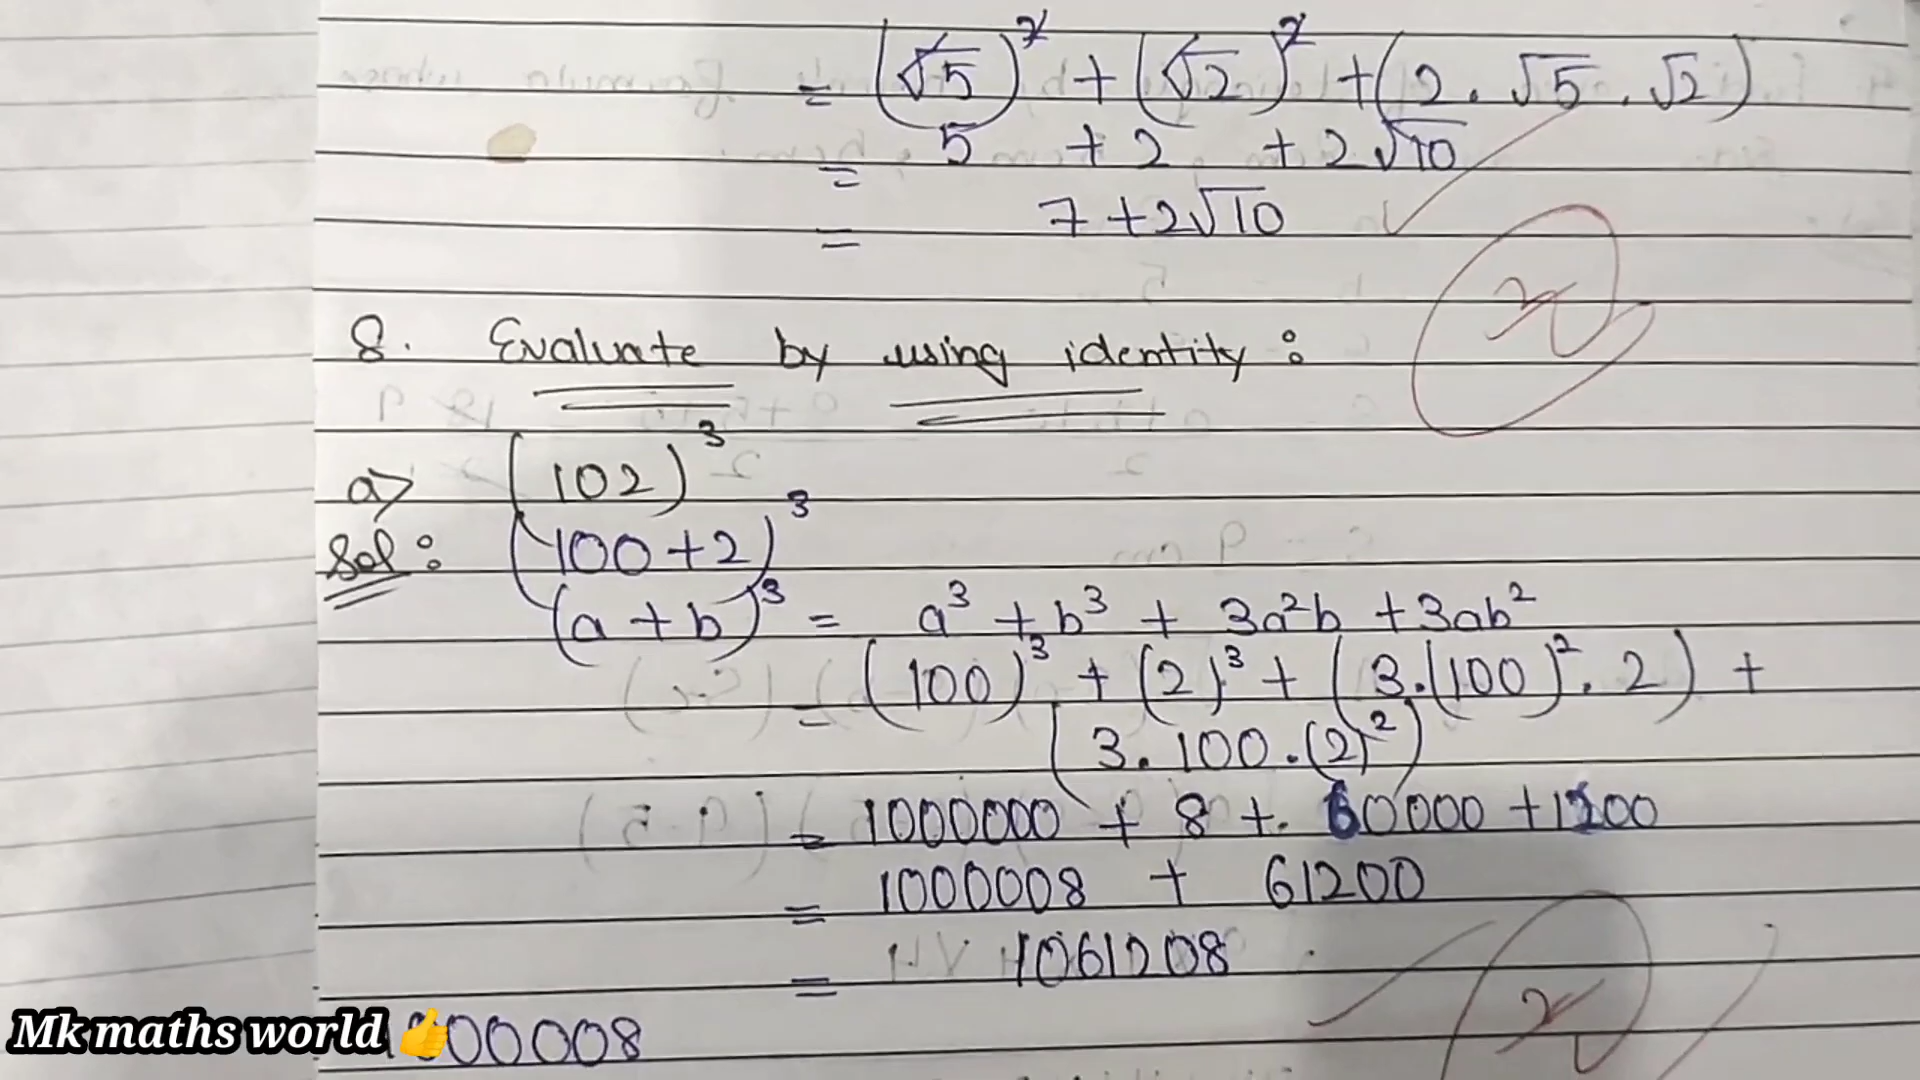 = (√5)² + (√2)² + (2 . √5 . √2)
= 5 + 2 + 2√10
= 7 + 2√10
8. Evaluate by using identity :
a> (102)³
Sol : (100 + 2)³
(a + b)³ = a³ + b³ + 3a²b + 3ab²
= (100)³ + (2)³ + (3.(100)². 2) +
(3. 100 .(2)²)
= 1000000 + 8 + 60000 + 1200
= 1000008 + 61200
= 1061208
1000008
Mk maths world 👍